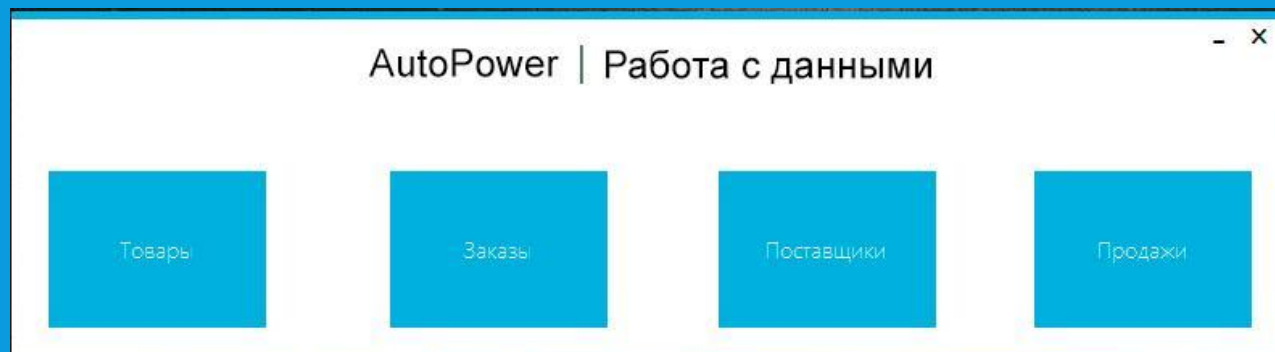 AutoPower | Работа с данными
Товары
Заказы
Поставщики
Продажи